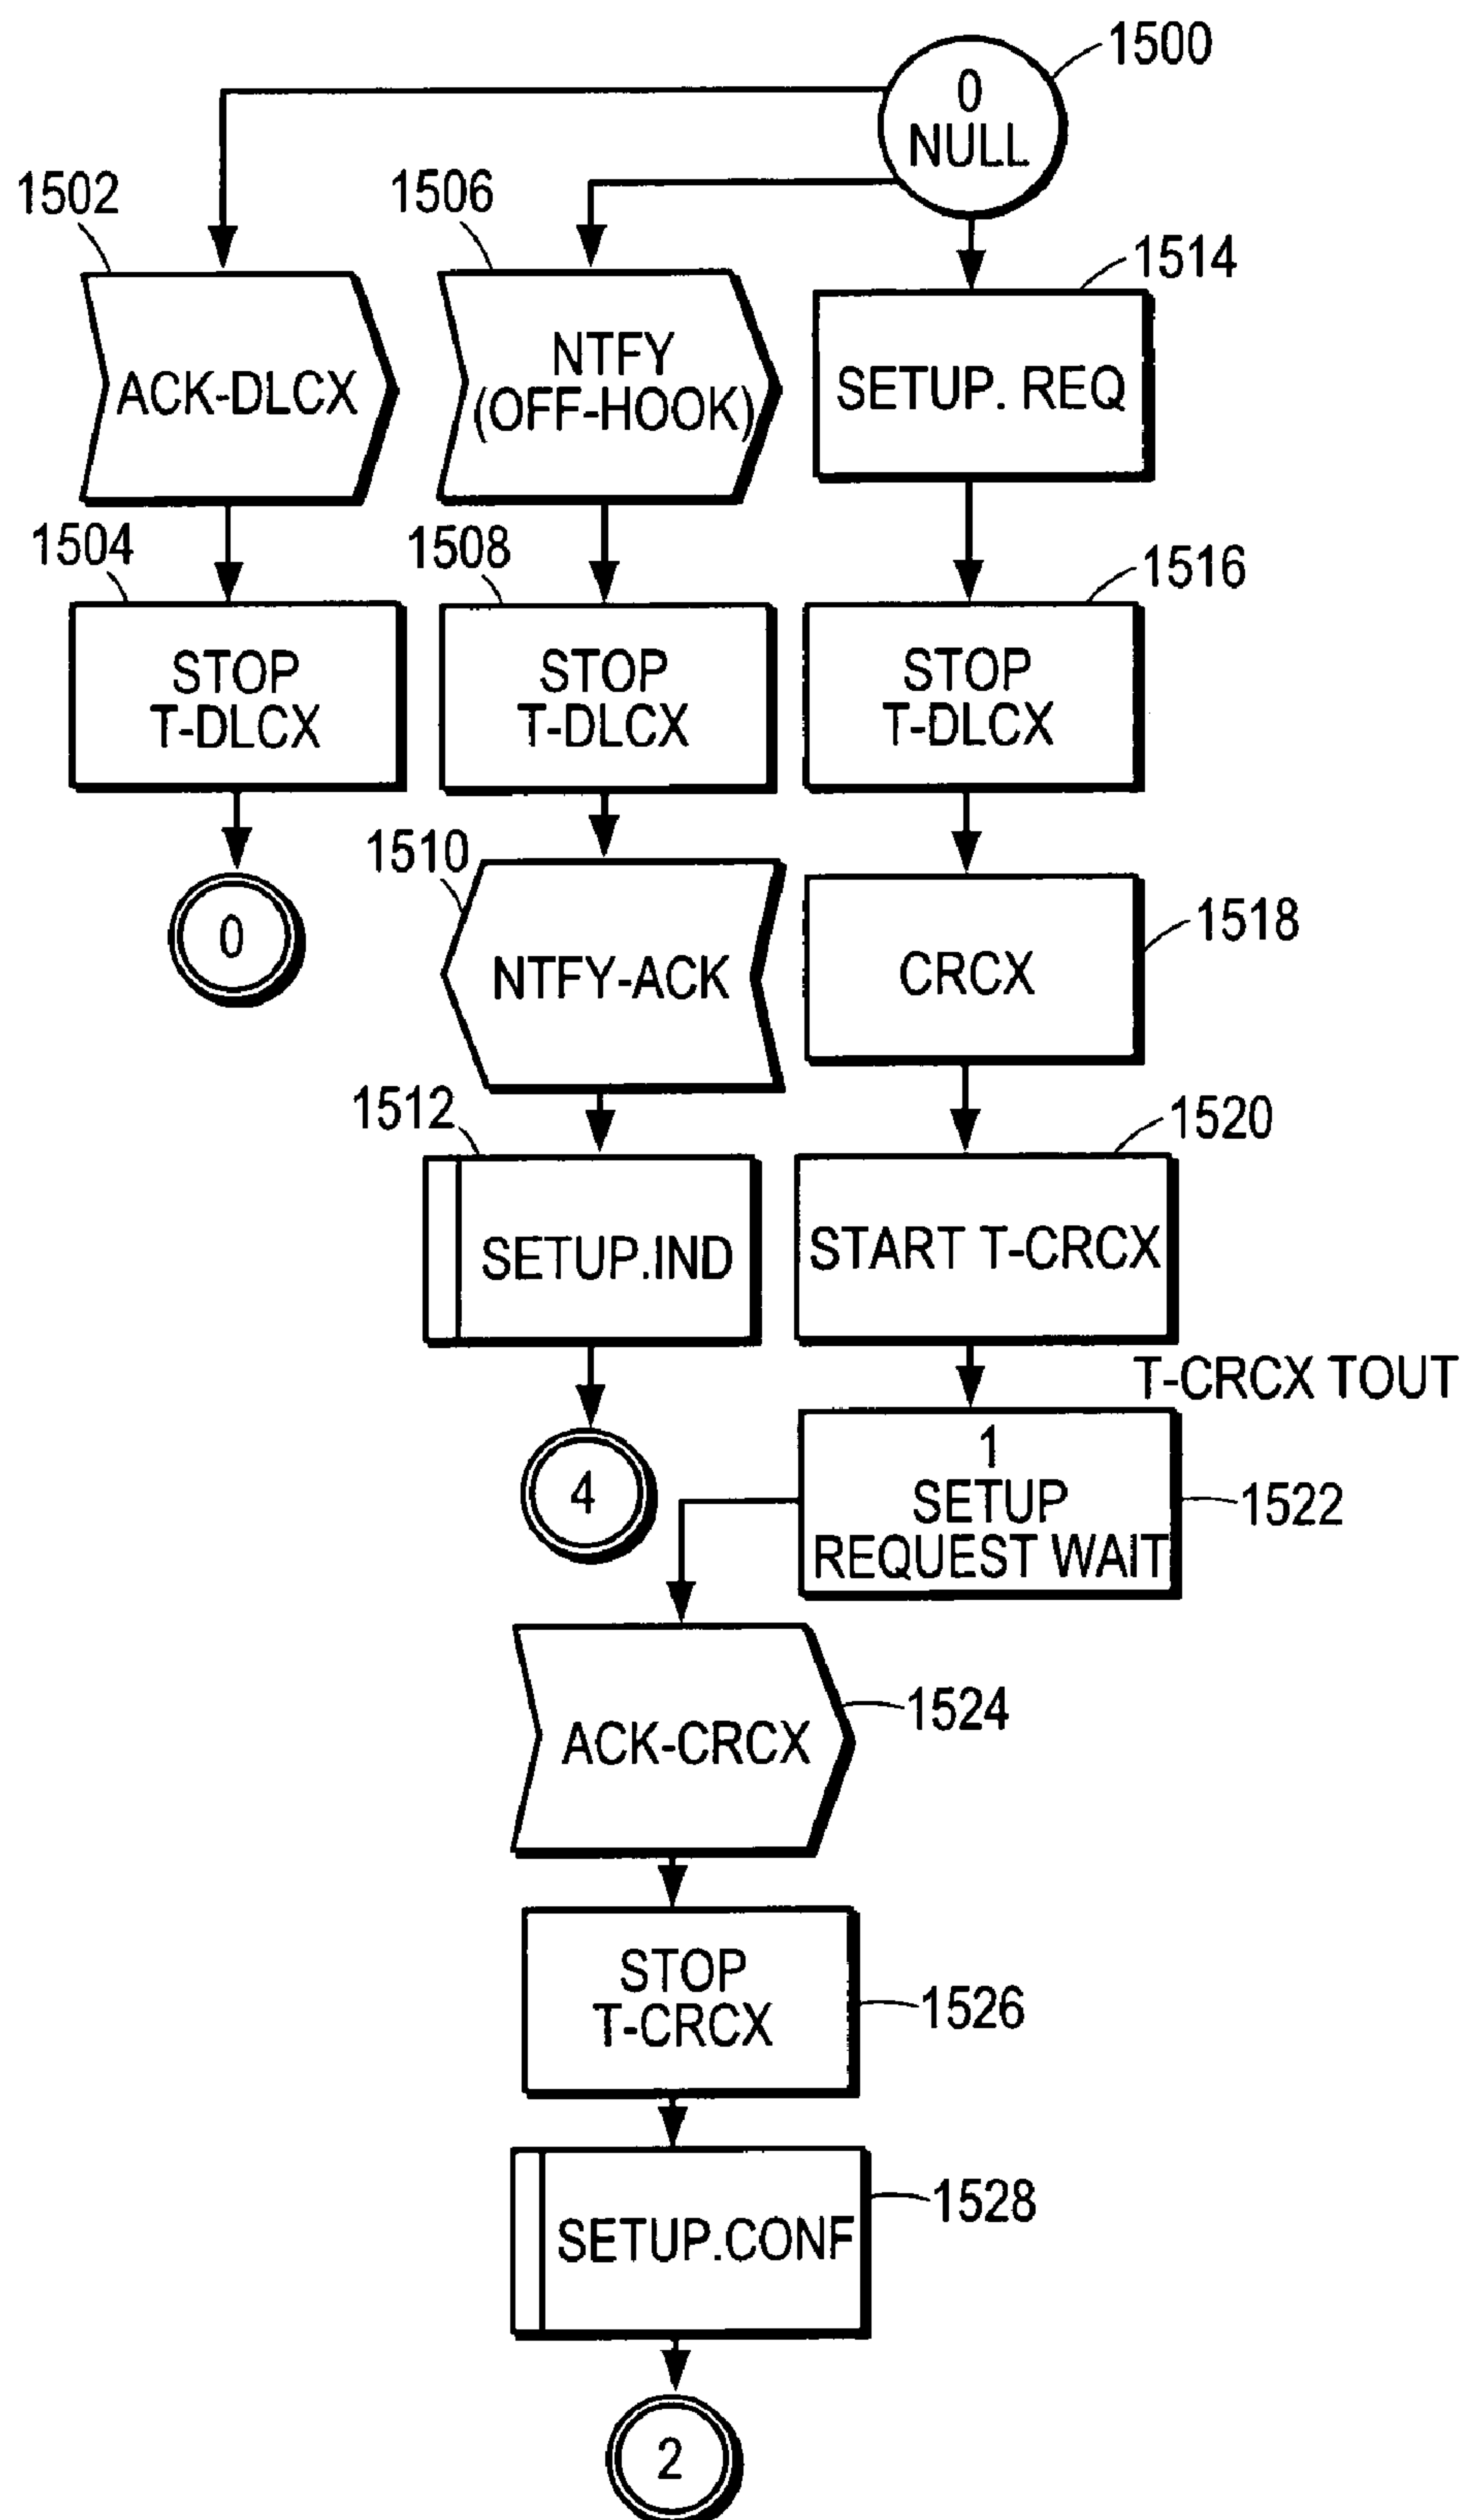 1500
0
NULL
1502
1506
1514
ACK-DLCX
NTFY
(OFF-HOOK)
SETUP. REQ
1504
1508
1516
STOP
T-DLCX
STOP
T-DLCX
STOP
T-DLCX
0
1510
NTFY-ACK
CRCX
1518
1512
1520
SETUP.IND
START T-CRCX
T-CRCX TOUT
4
1
SETUP
REQUEST WAIT
1522
ACK-CRCX
1524
STOP
T-CRCX
1526
SETUP.CONF
1528
2